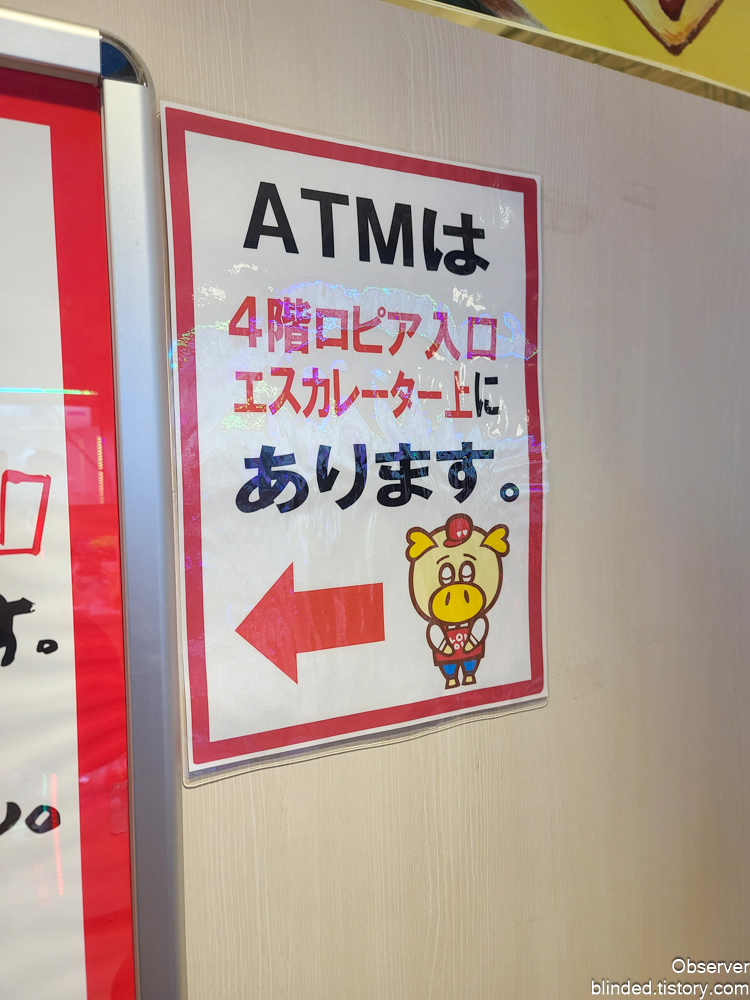 ATMは
4階ロピア入口
エスカレーター上に
あります。
す。
Observer
blinded.tistory.com